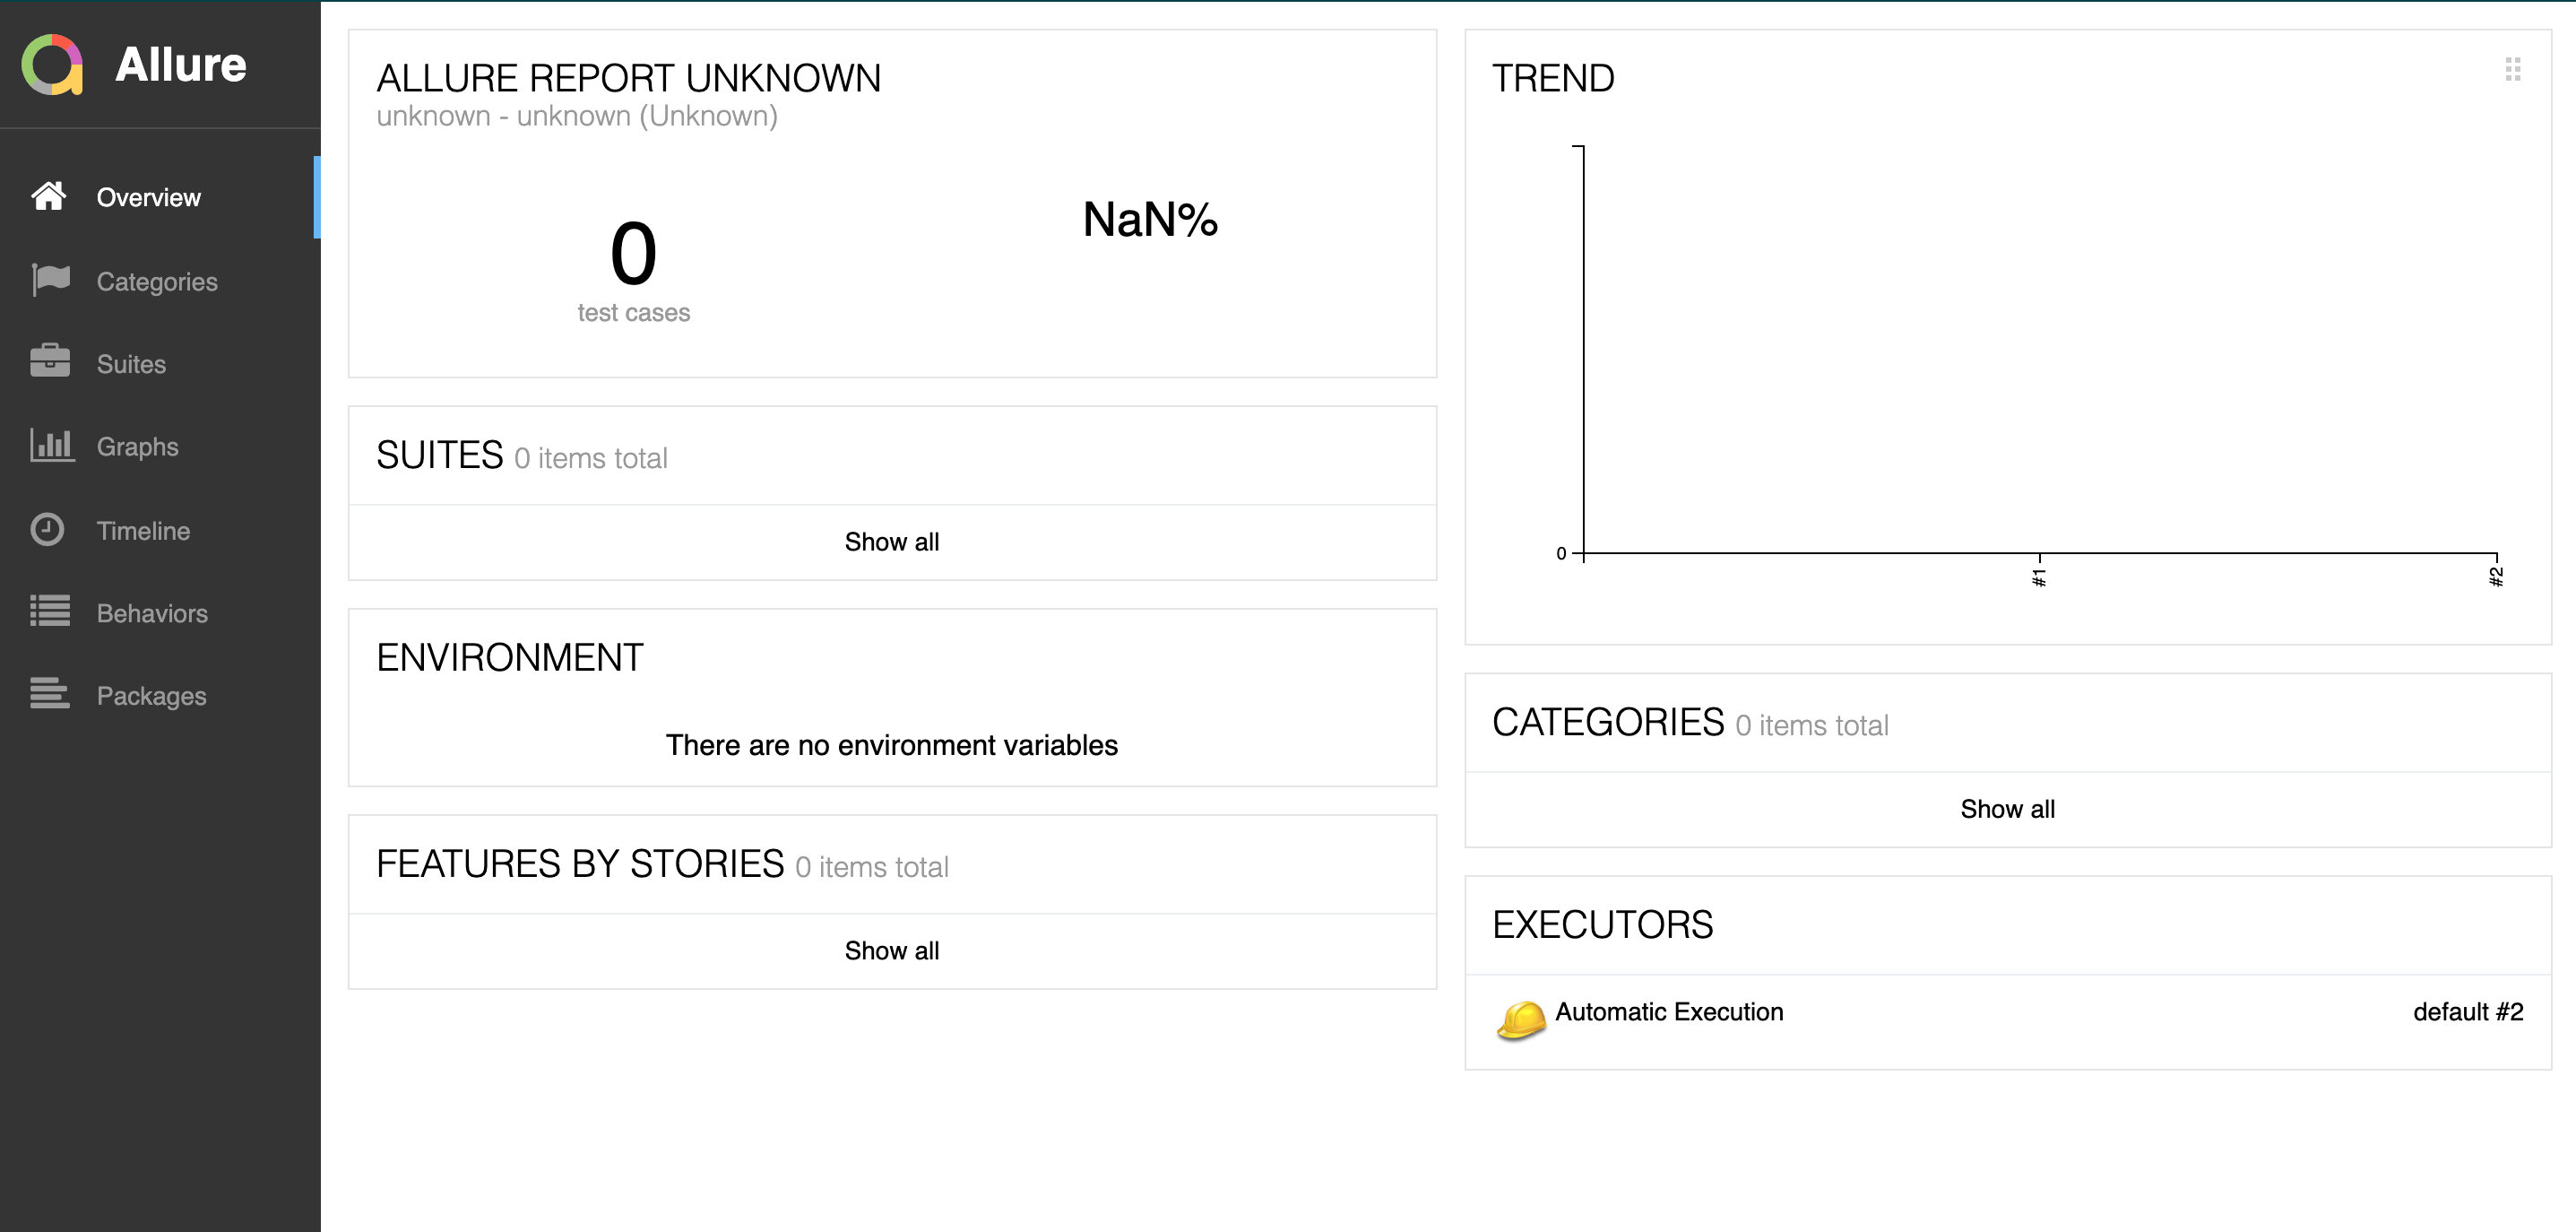 Allure
Overview
Categories
Suites
Graphs
Timeline
Behaviors
Packages
ALLURE REPORT UNKNOWN
unknown - unknown (Unknown)
0
test cases
NaN%
SUITES 0 items total
Show all
ENVIRONMENT
There are no environment variables
FEATURES BY STORIES 0 items total
Show all
TREND
0
#1
#2
CATEGORIES 0 items total
Show all
EXECUTORS
Automatic Execution default #2